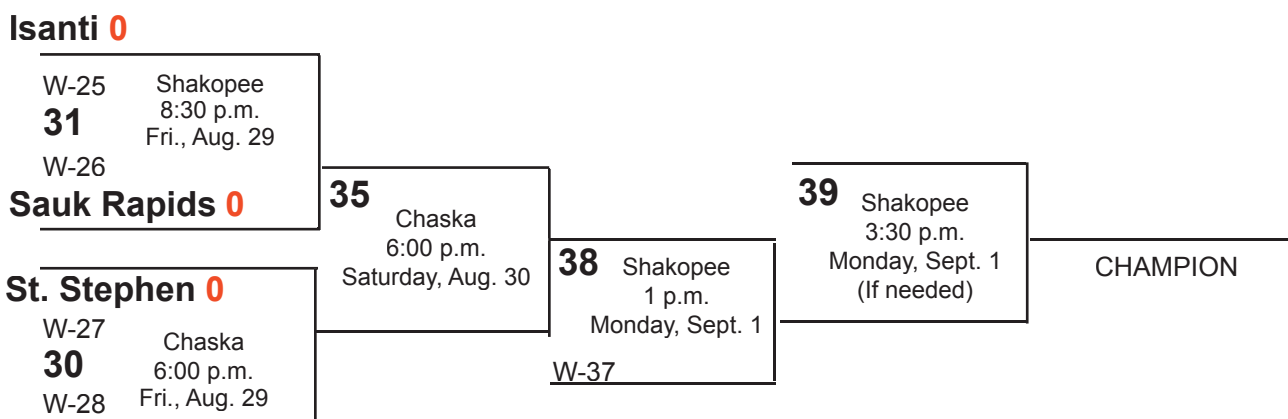 Isanti 0
W-25
31
W-26
Shakopee
8:30 p.m.
Fri., Aug. 29
Sauk Rapids 0
St. Stephen 0
W-27
30
W-28
Chaska
6:00 p.m.
Fri., Aug. 29
35
Chaska
6:00 p.m.
Saturday, Aug. 30
38
Shakopee
1 p.m.
Monday, Sept. 1
W-37
39
Shakopee
3:30 p.m.
Monday, Sept. 1
(If needed)
CHAMPION